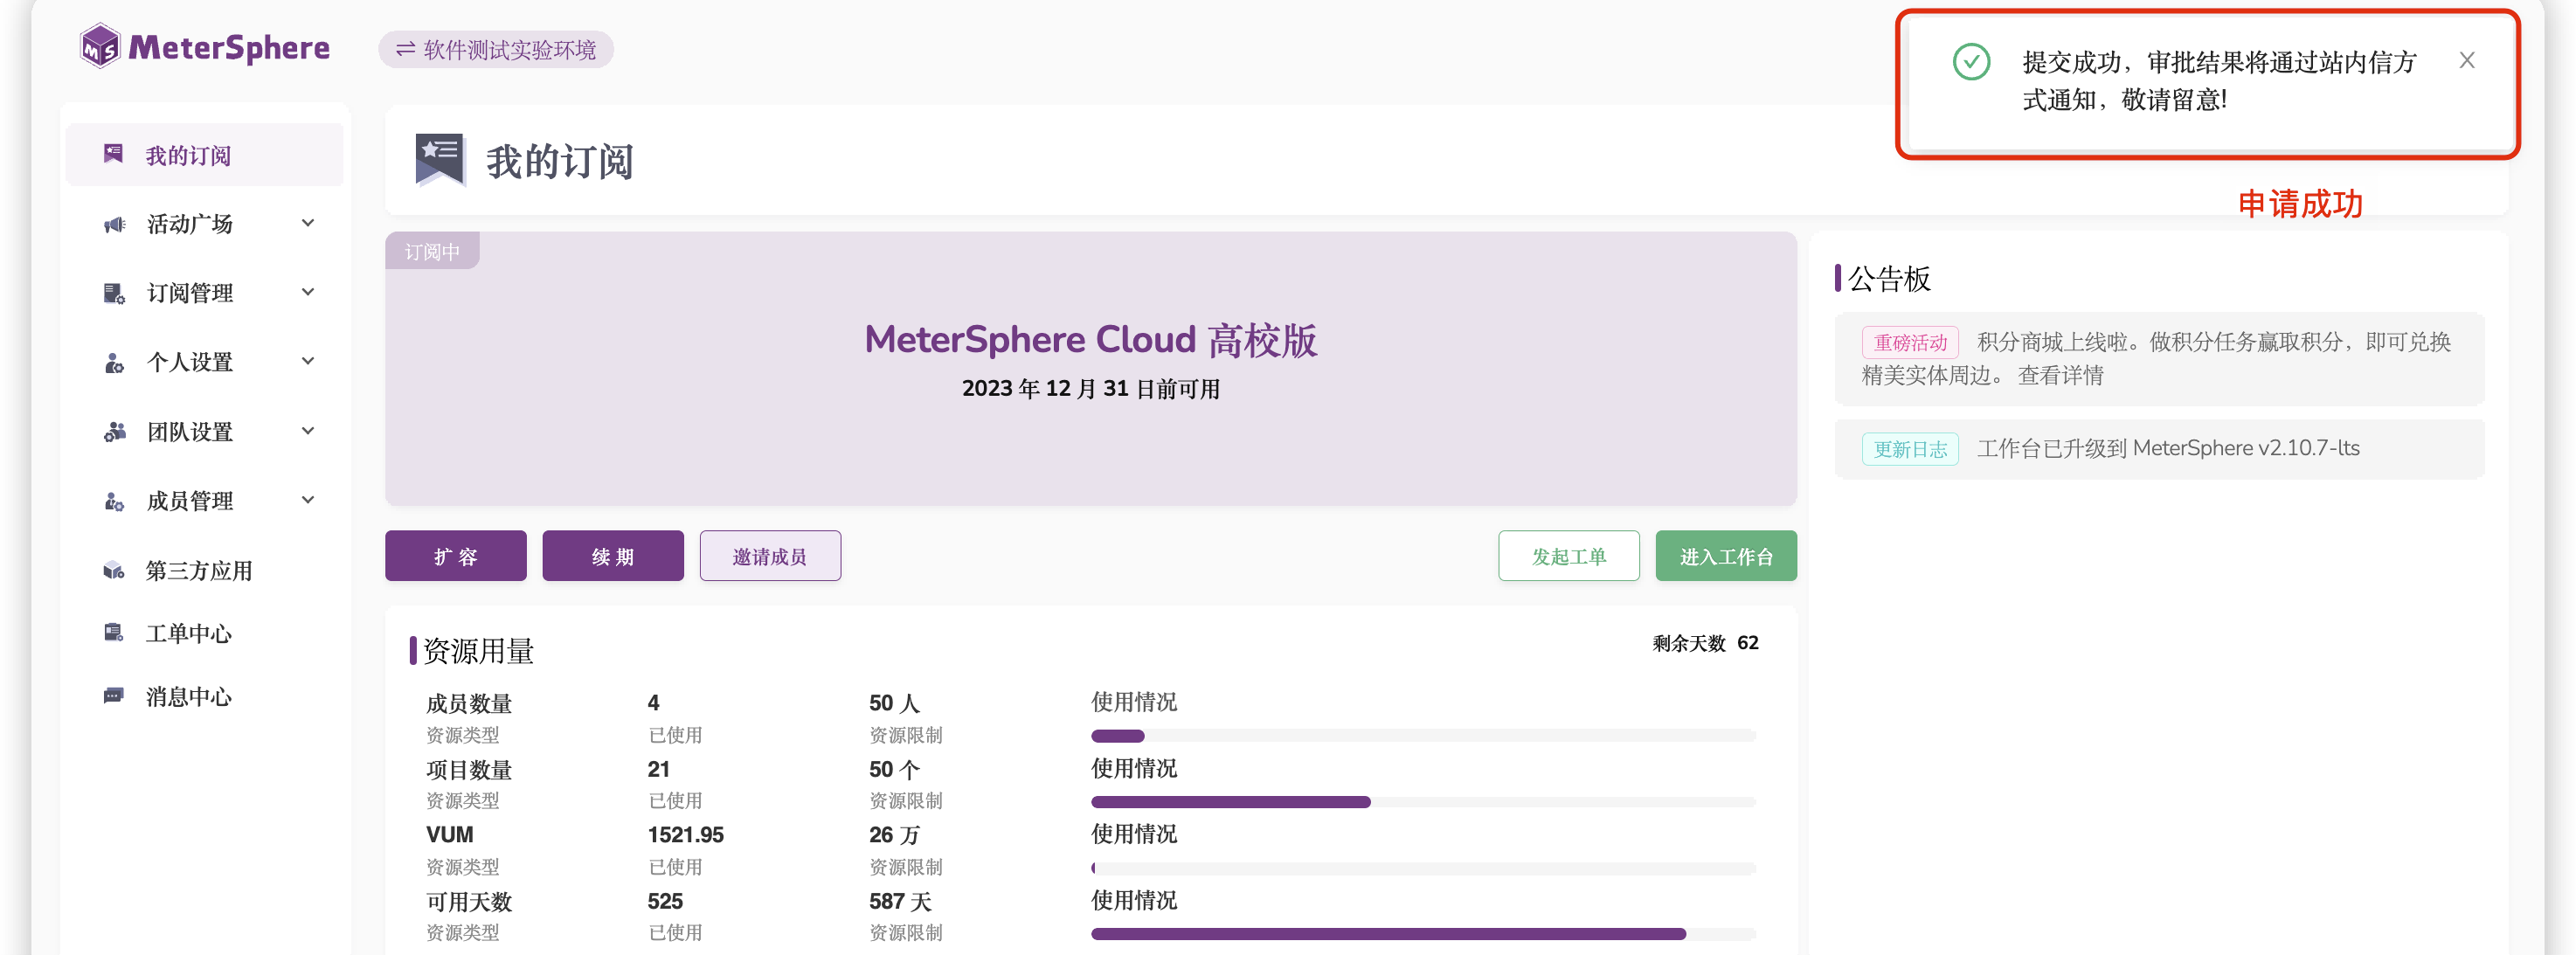 MeterSphere
软件测试实验环境
提交成功，审批结果将通过站内信方
式通知，敬请留意!
申请成功
我的订阅
活动广场
订阅管理
个人设置
团队设置
成员管理
第三方应用
工单中心
消息中心
我的订阅
订阅中
MeterSphere Cloud 高校版
2023 年 12 月 31 日前可用
扩 容
续 期
邀请成员
发起工单
进入工作台
资源用量
剩余天数 62
成员数量 4 50 人 使用情况
资源类型 已使用 资源限制
项目数量 21 50 个 使用情况
资源类型 已使用 资源限制
VUM 1521.95 26 万 使用情况
资源类型 已使用 资源限制
可用天数 525 587 天 使用情况
资源类型 已使用 资源限制
公告板
重磅活动 积分商城上线啦。做积分任务赢取积分，即可兑换
精美实体周边。 查看详情
更新日志 工作台已升级到 MeterSphere v2.10.7-lts